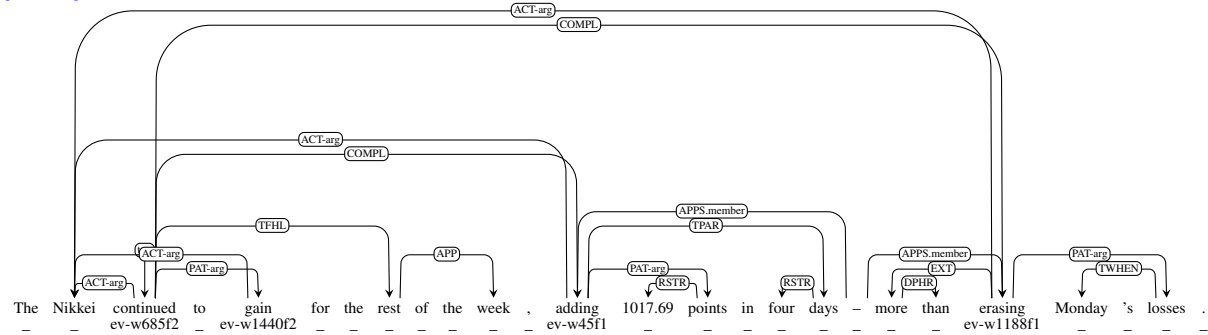 ACT-arg
COMPL
ACT-arg
COMPL
APPS.member
TFHL TPAR
ACT-arg APP APPS.member PAT-arg
PAT-arg PAT-arg EXT TWHEN
ACT-arg RSTR RSTR DPHR
The Nikkei continued to gain for the rest of the week , adding 1017.69 points in four days – more than erasing Monday 's losses .
_ _ ev-w685f2 _ ev-w1440f2 _ _ _ _ _ _ _ ev-w45f1 _ _ _ _ _ _ _ _ ev-w1188f1 _ _ _ _